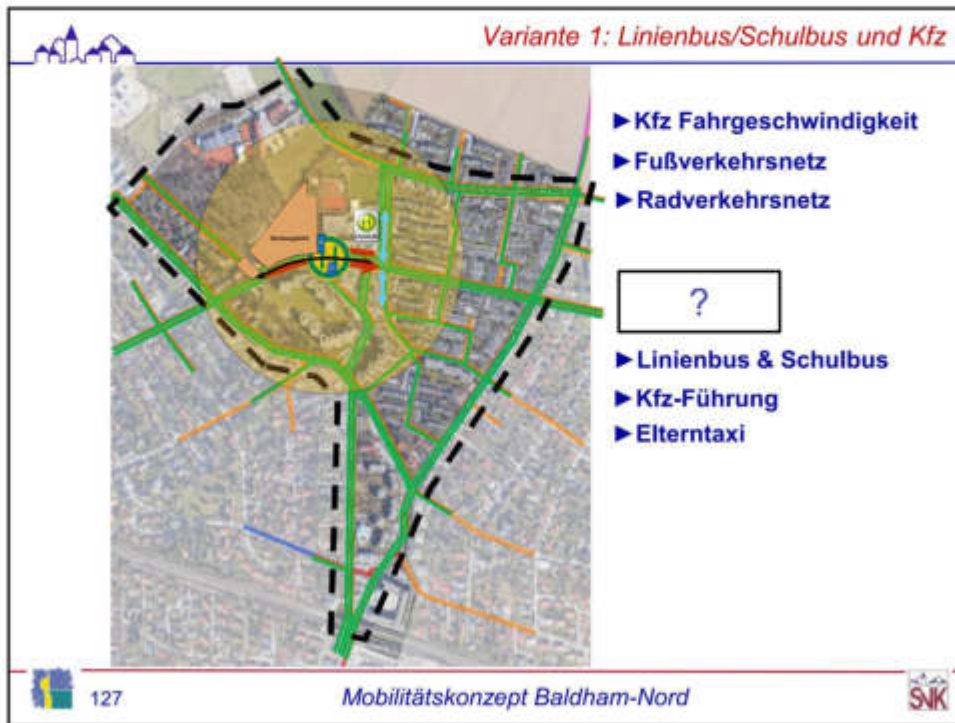 Variante 1: Linienbus/Schulbus und Kfz
►Kfz Fahrgeschwindigkeit
►Fußverkehrsnetz
►Radverkehrsnetz
?
►Linienbus & Schulbus
►Kfz-Führung
►Elterntaxi
127
Mobilitätskonzept Baldham-Nord
SVK